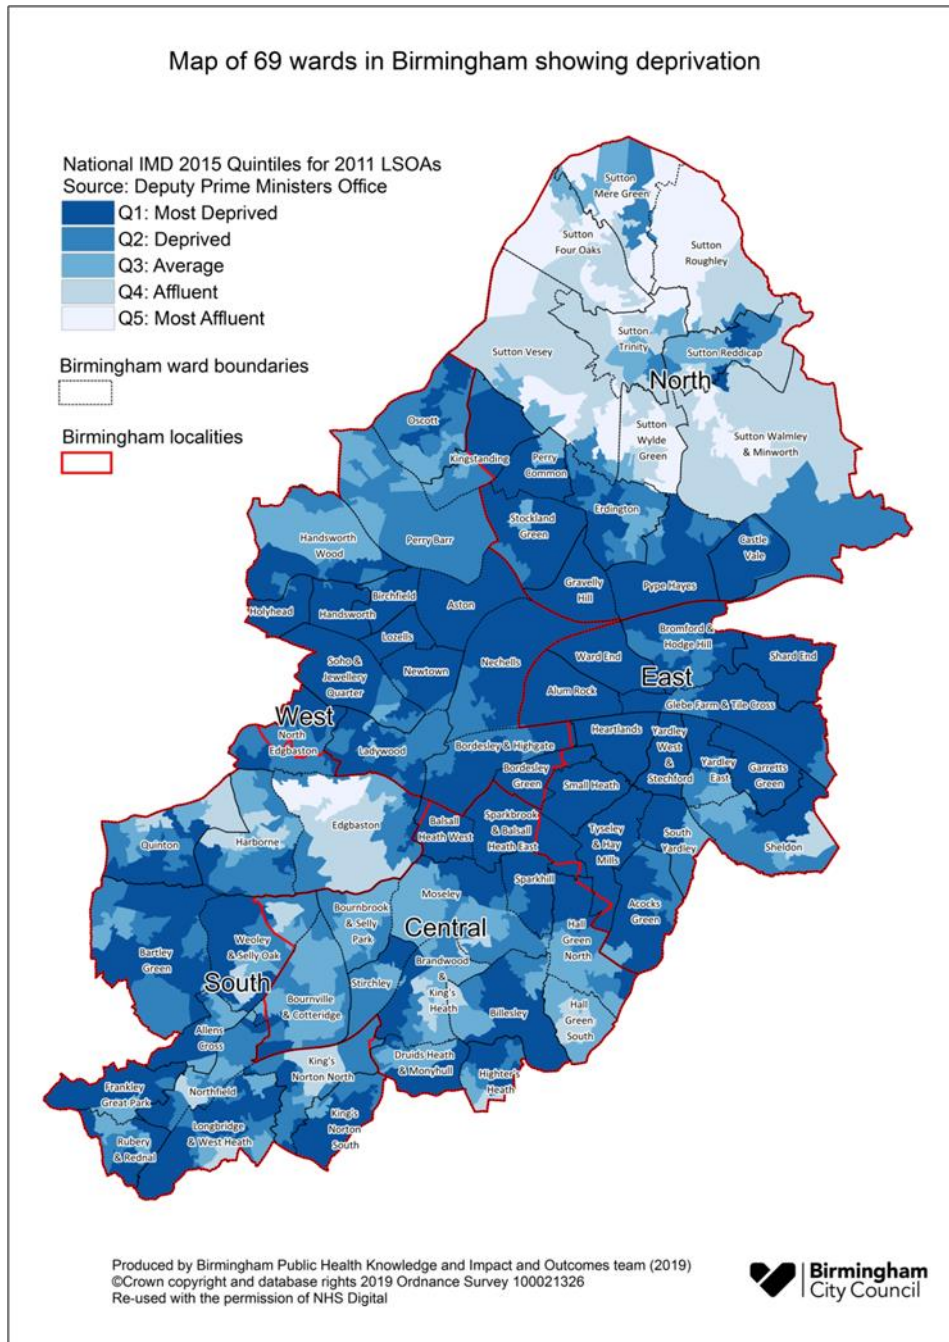 Map of 69 wards in Birmingham showing deprivation
National IMD 2015 Quintiles for 2011 LSOAs
Source: Deputy Prime Ministers Office
Q1: Most Deprived
Q2: Deprived
Q3: Average
Q4: Affluent
Q5: Most Affluent
Birmingham ward boundaries
Birmingham localities
Sutton
Mere Green
Sutton
Four Oaks
Sutton
Roughley
Sutton Vesey
Sutton
Trinity
Sutton Reddicap
North
Sutton
Wylde
Green
Sutton Walmley
& Minworth
Oscott
Kingstanding
Perry
Common
Erdington
Stockland
Green
Castle
Vale
Handsworth
Wood
Perry Barr
Gravelly
Hill
Pype Hayes
Holyhead
Handsworth
Birchfield
Aston
Lozells
Bromford &
Hodge Hill
Shard End
Ward End
Soho &
Jewellery
Quarter
Newtown
Nechells
East
Alum Rock
Glebe Farm & Tile Cross
West
North
Edgbaston
Ladywood
Bordesley & Highgate
Heartlands
Yardley
West
&
Stechford
Yardley
East
Garretts
Green
Bordesley
Green
Small Heath
Edgbaston
Balsall
Heath West
Sparkbrook
& Balsall
Heath East
Tyseley
& Hay
Mills
South
Yardley
Sheldon
Quinton
Harborne
Sparkhill
Moseley
Acocks
Green
Bournbrook
& Selly
Park
Central
Hall
Green
North
Weoley
& Selly Oak
Bartley
Green
Brandwood
&
King's
Heath
South
Stirchley
Bournville
& Cotteridge
Billesley
Hall
Green
South
Allens
Cross
King's
Norton North
Druids Heath
& Monyhull
Highter's
Heath
Frankley
Great Park
Northfield
King's
Norton
South
Longbridge
& West Heath
Rubery
& Rednal
Produced by Birmingham Public Health Knowledge and Impact and Outcomes team (2019)
©Crown copyright and database rights 2019 Ordnance Survey 100021326
Re-used with the permission of NHS Digital
Birmingham
City Council